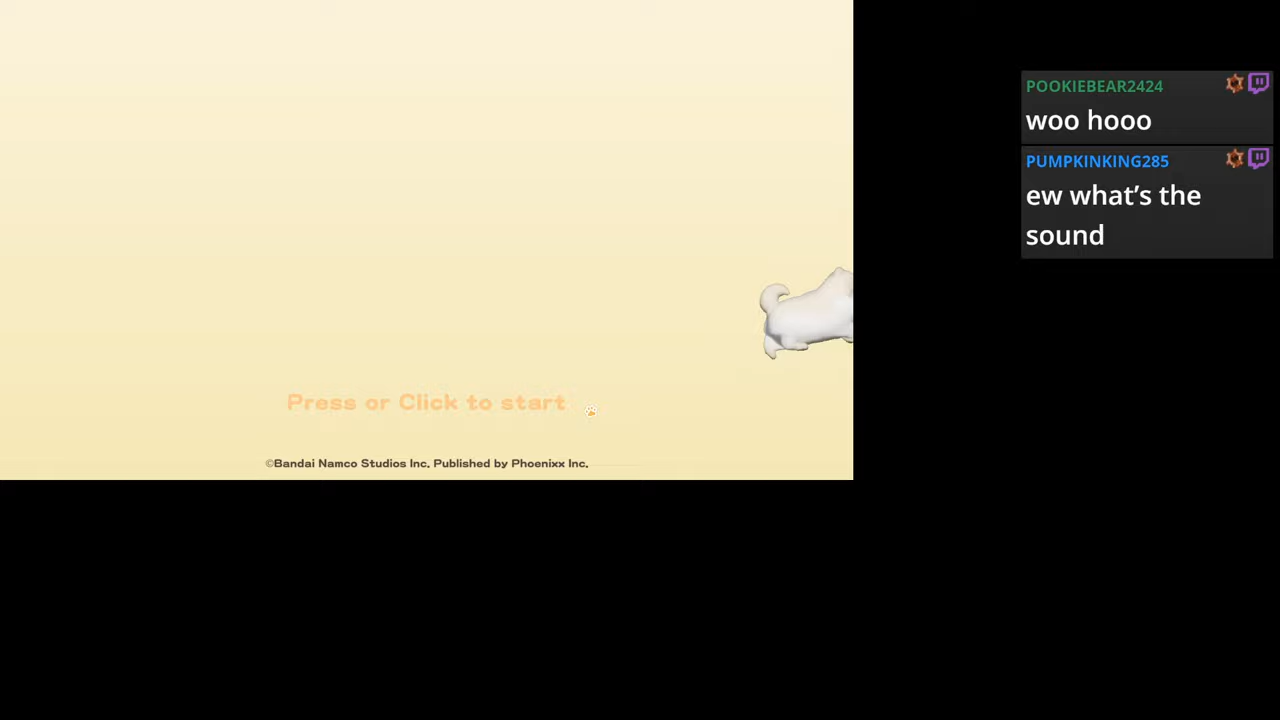 POOKIEBEAR2424
woo hooo
PUMPKINKING285
ew what’s the
sound
Press or Click to start
©Bandai Namco Studios Inc. Published by Phoenixx Inc.